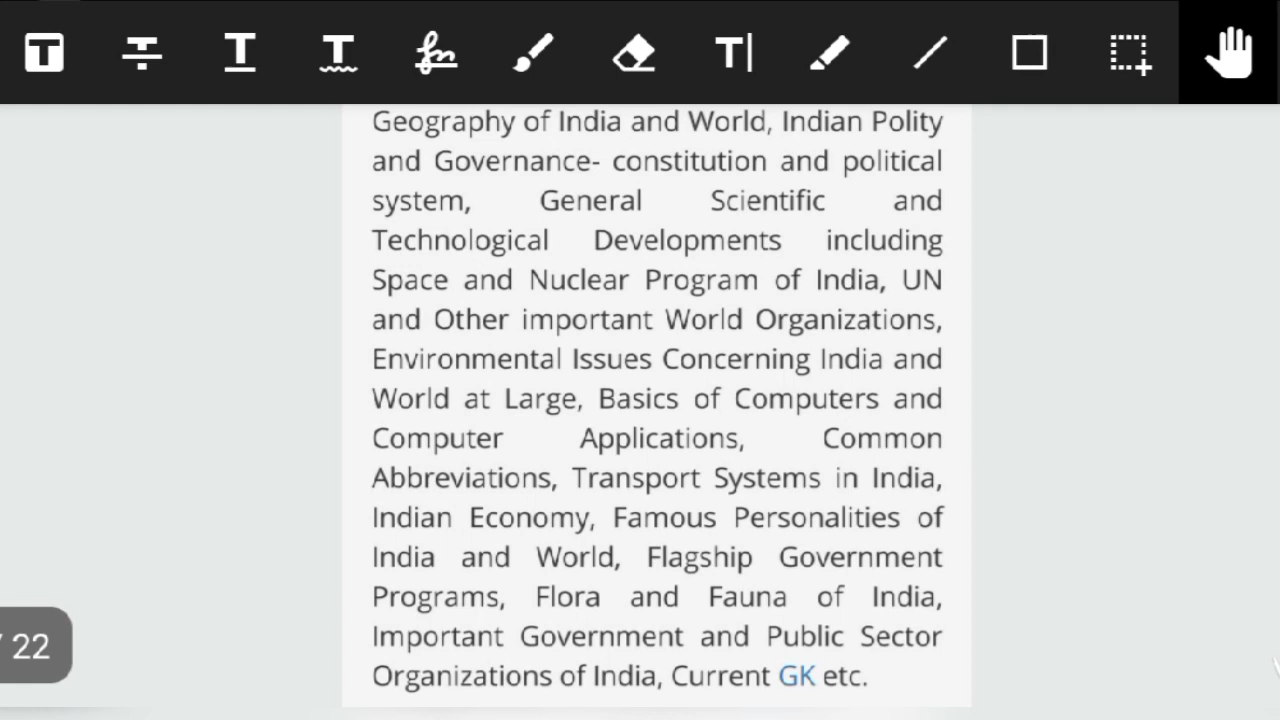 T T T T fn T|
Geography of India and World, Indian Polity
and Governance- constitution and political
system, General Scientific and
Technological Developments including
Space and Nuclear Program of India, UN
and Other important World Organizations,
Environmental Issues Concerning India and
World at Large, Basics of Computers and
Computer Applications, Common
Abbreviations, Transport Systems in India,
Indian Economy, Famous Personalities of
India and World, Flagship Government
Programs, Flora and Fauna of India,
Important Government and Public Sector
/ 22
Organizations of India, Current GK etc.